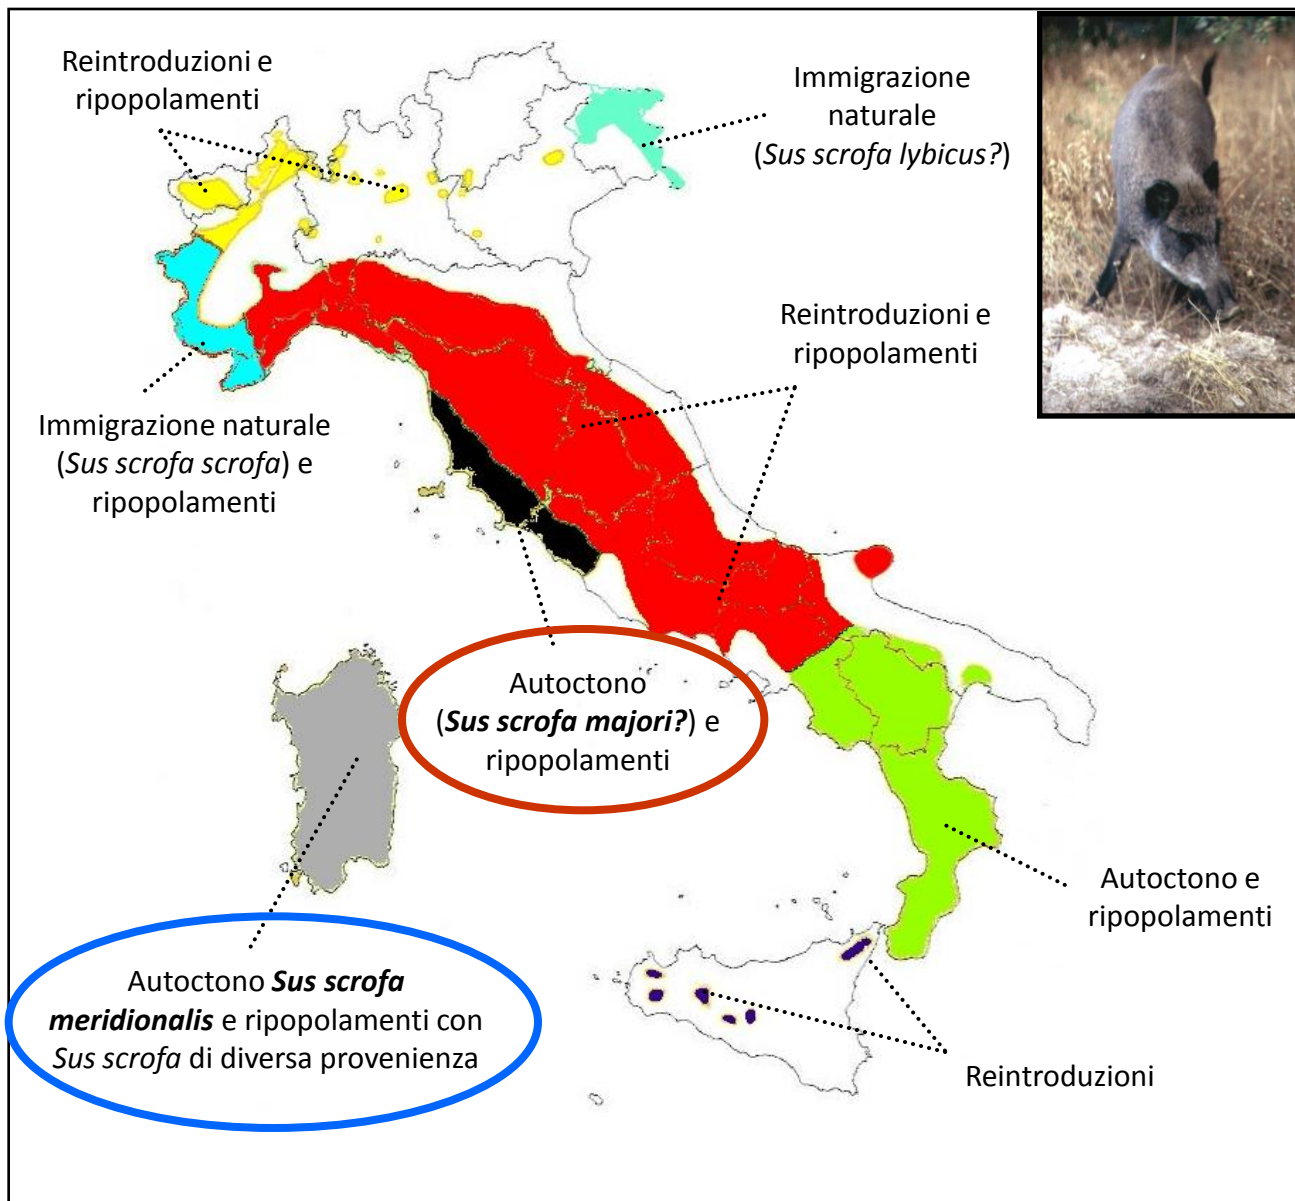 Reintroduzioni e
ripopolamenti
Immigrazione
naturale
(Sus scrofa lybicus?)
Reintroduzioni e
ripopolamenti
Immigrazione naturale
(Sus scrofa scrofa) e
ripopolamenti
Autoctono
(Sus scrofa majori?) e
ripopolamenti
Autoctono e
ripopolamenti
Autoctono Sus scrofa
meridionalis e ripopolamenti con
Sus scrofa di diversa provenienza
Reintroduzioni